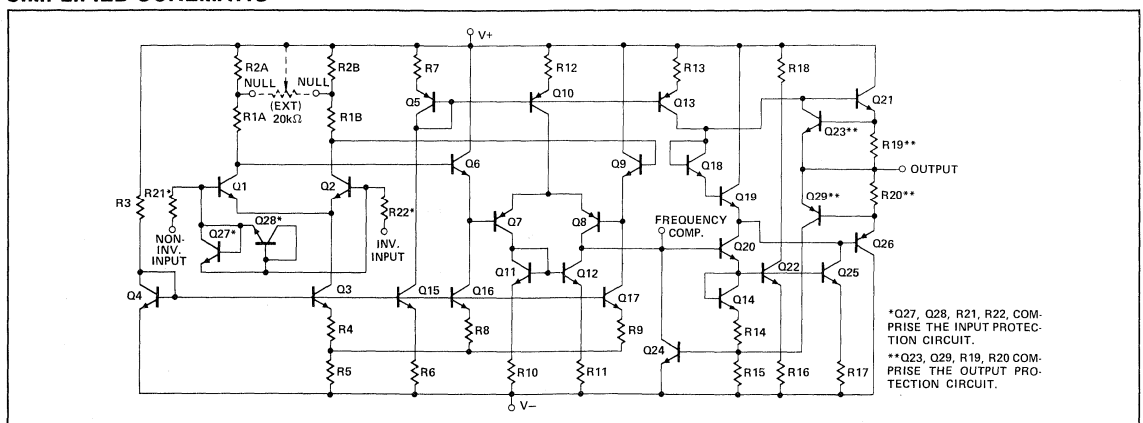 V+
R2A
R2B
R7
R12
R13
R18
NULL
NULL
(EXT)
20kΩ
Q5
Q10
Q13
Q21
Q23**
R1A
R1B
R19**
Q6
Q9
Q18
OUTPUT
R21*
Q1
Q2
Q19
R20**
R3
Q28*
R22*
Q29**
Q27*
Q7
Q8
FREQUENCY
COMP.
Q26
NON-
INV.
INPUT
INV.
INPUT
Q20
Q11
Q12
Q22
Q25
Q4
Q3
Q15
Q16
Q17
Q14
R4
R8
R9
Q24
R14
R5
R6
R10
R11
R15
R16
R17
V−
*Q27, Q28, R21, R22, COM-
PRISE THE INPUT PROTEC-
TION CIRCUIT.
**Q23, Q29, R19, R20 COM-
PRISE THE OUTPUT PRO-
TECTION CIRCUIT.